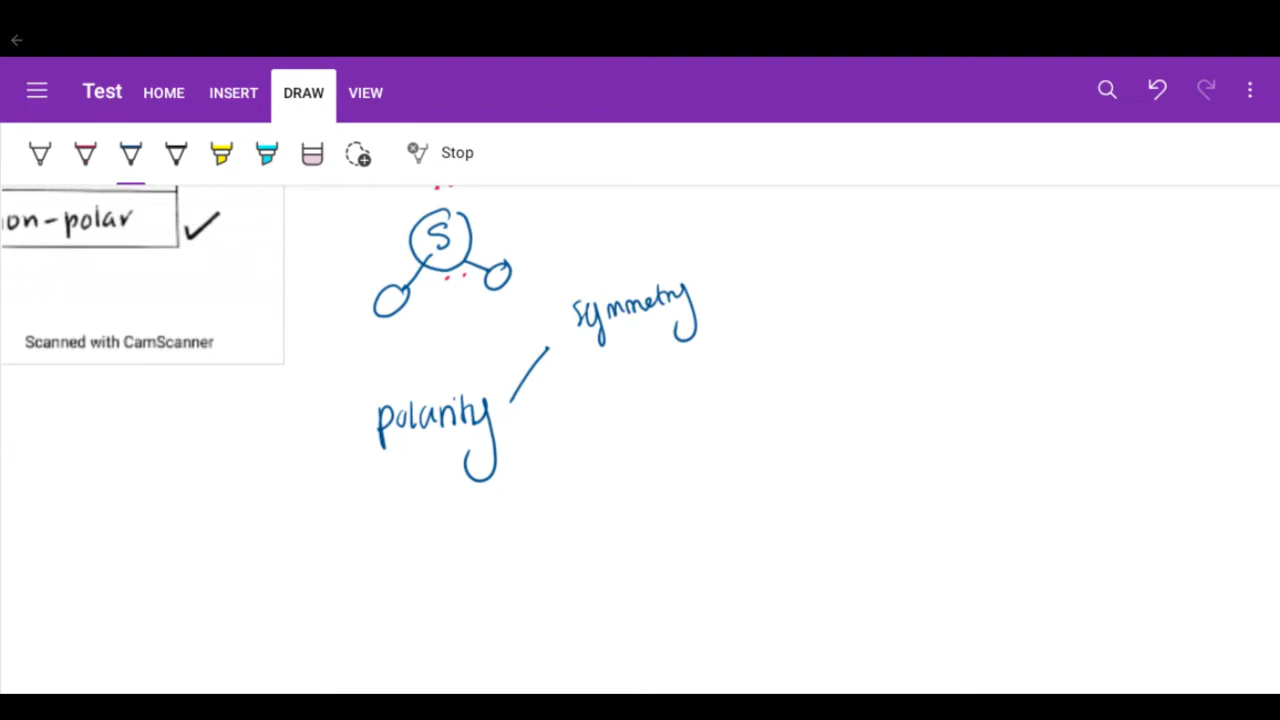 Test HOME INSERT DRAW VIEW
Stop
on-polar
S
symmetry
Scanned with CamScanner
polarity